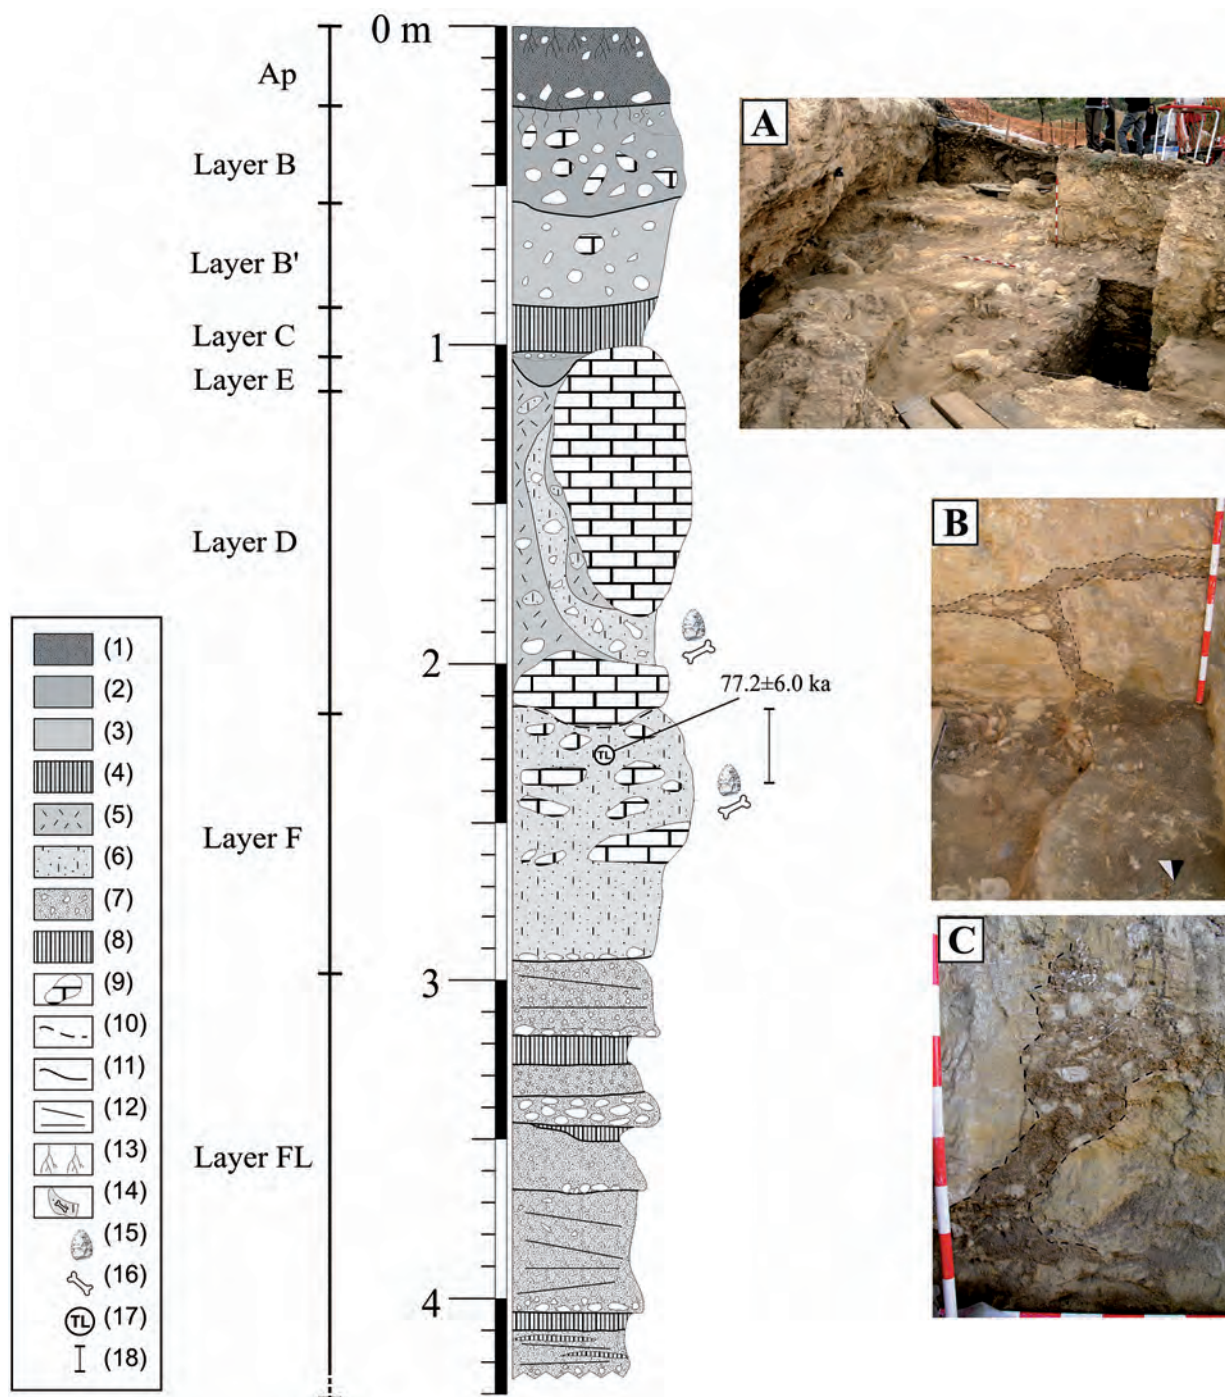 0 m
Ap
A
Layer B
Layer B'
Layer C
1
Layer E
B
Layer D
(1)
2
(2)
77.2±6.0 ka
(3)
TL
(4)
(5)
Layer F
(6)
(7)
(8)
C
(9)
3
(10)
(11)
(12)
(13)
Layer FL
(14)
(15)
(16)
4
TL (17)
(18)